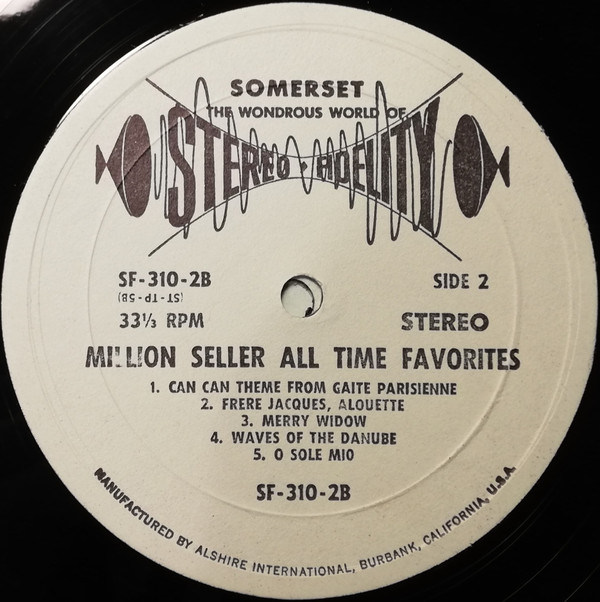 SOMERSET
THE WONDROUS WORLD OF
STEREO • FIDELITY
SF-310-2B
SIDE 2
(ST-TP-5B)
33⅓ RPM
STEREO
MILLION SELLER ALL TIME FAVORITES
1. CAN CAN THEME FROM GAITE PARISIENNE
2. FRERE JACQUES, ALOUETTE
3. MERRY WIDOW
4. WAVES OF THE DANUBE
5. O SOLE MIO
SF-310-2B
MANUFACTURED BY ALSHIRE INTERNATIONAL, BURBANK, CALIFORNIA, U.S.A.